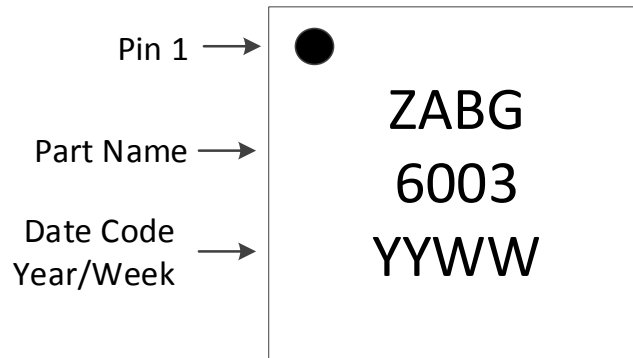 Pin 1
ZABG
Part Name
6003
Date Code
Year/Week
YYWW